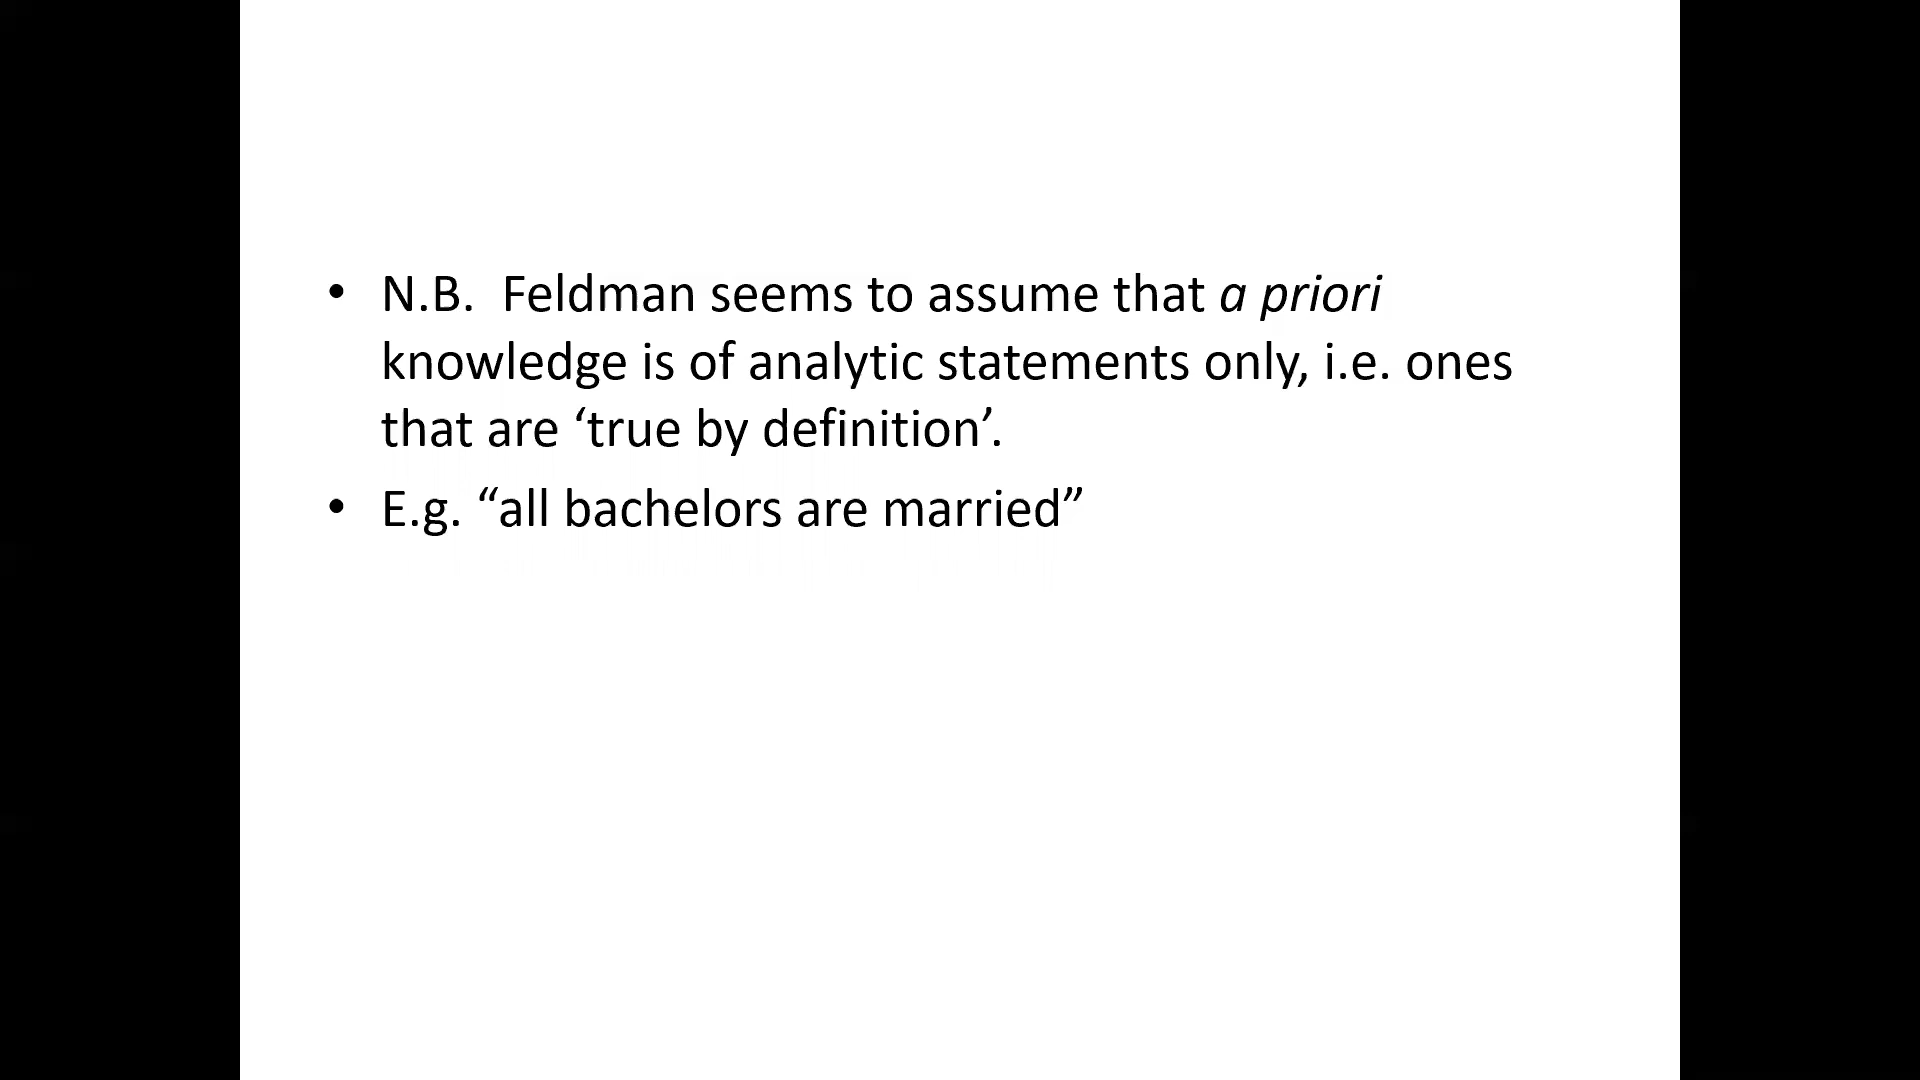 • N.B.  Feldman seems to assume that a priori
knowledge is of analytic statements only, i.e. ones
that are ‘true by definition’.
• E.g. “all bachelors are married”